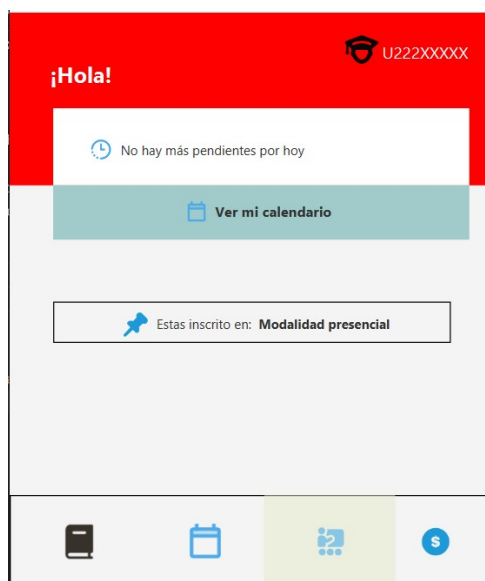 U222XXXXX
¡Hola!
No hay más pendientes por hoy
Ver mi calendario
Estas inscrito en: Modalidad presencial
$